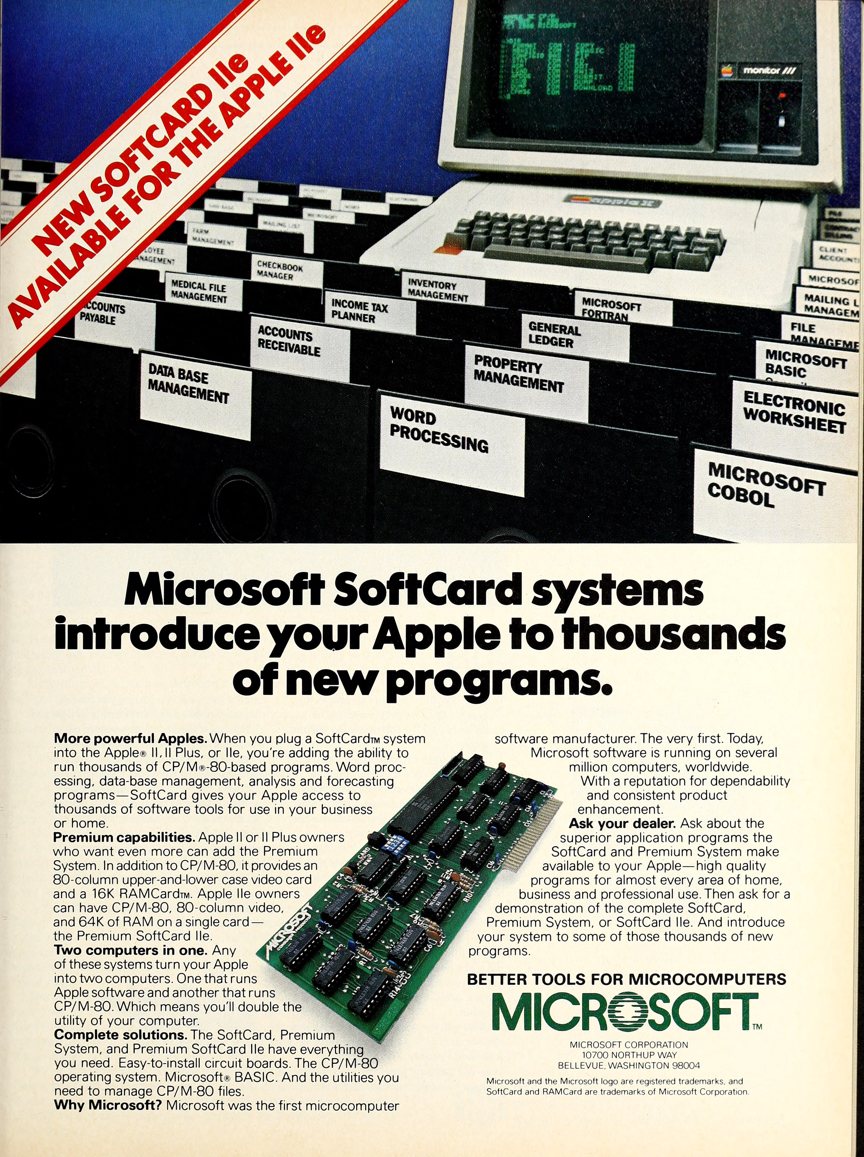 NEW SOFTCARD IIe
AVAILABLE FOR THE APPLE IIe
monitor ///
apple II
FARM
MANAGEMENT
MAILING LIST
MICROSOFT
CHECKBOOK
MANAGER
MEDICAL FILE
MANAGEMENT
INVENTORY
MANAGEMENT
INCOME TAX
PLANNER
MICROSOFT
FORTRAN
CLIENT
ACCOUNT
MICROSOF
MAILING L
MANAGEM
FILE
MANAGEME
CCOUNTS
PAYABLE
ACCOUNTS
RECEIVABLE
GENERAL
LEDGER
MICROSOFT
BASIC
DATA BASE
MANAGEMENT
PROPERTY
MANAGEMENT
ELECTRONIC
WORKSHEET
WORD
PROCESSING
MICROSOFT
COBOL
Microsoft SoftCard systems
introduce your Apple to thousands
of new programs.
More powerful Apples. When you plug a SoftCard™ system
into the Apple® II, II Plus, or IIe, you're adding the ability to
run thousands of CP/M®-80-based programs. Word proc-
essing, data-base management, analysis and forecasting
programs—SoftCard gives your Apple access to
thousands of software tools for use in your business
or home.
Premium capabilities. Apple II or II Plus owners
who want even more can add the Premium
System. In addition to CP/M-80, it provides an
80-column upper-and-lower case video card
and a 16K RAMCard™. Apple IIe owners
can have CP/M-80, 80-column video,
and 64K of RAM on a single card—
the Premium SoftCard IIe.
Two computers in one. Any
of these systems turn your Apple
into two computers. One that runs
Apple software and another that runs
CP/M-80. Which means you'll double the
utility of your computer.
Complete solutions. The SoftCard, Premium
System, and Premium SoftCard IIe have everything
you need. Easy-to-install circuit boards. The CP/M-80
operating system. Microsoft® BASIC. And the utilities you
need to manage CP/M-80 files.
Why Microsoft? Microsoft was the first microcomputer
software manufacturer. The very first. Today,
Microsoft software is running on several
million computers, worldwide.
With a reputation for dependability
and consistent product
enhancement.
Ask your dealer. Ask about the
superior application programs the
SoftCard and Premium System make
available to your Apple—high quality
programs for almost every area of home,
business and professional use. Then ask for a
demonstration of the complete SoftCard,
Premium System, or SoftCard IIe. And introduce
your system to some of those thousands of new
programs.
MICROSOFT
BETTER TOOLS FOR MICROCOMPUTERS
MICROSOFT™
MICROSOFT CORPORATION
10700 NORTHUP WAY
BELLEVUE, WASHINGTON 98004
Microsoft and the Microsoft logo are registered trademarks, and
SoftCard and RAMCard are trademarks of Microsoft Corporation.